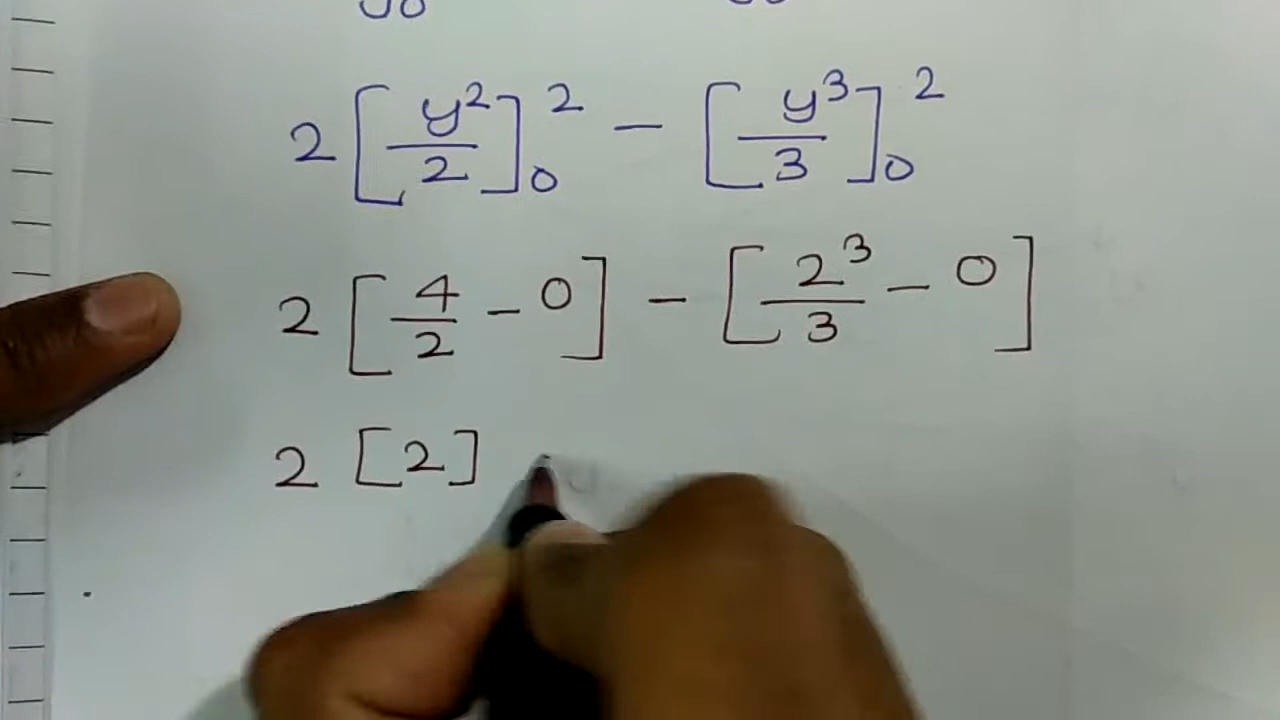 2 [y²/2]₀² - [y³/3]₀²
2 [4/2 - 0] - [2³/3 - 0]
2 [2]